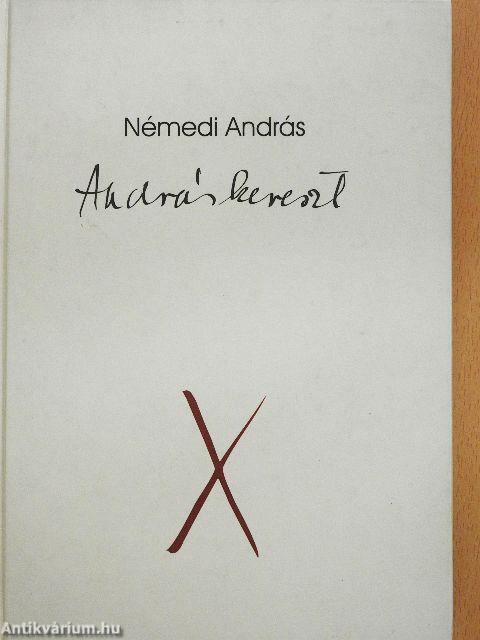 Némedi András
Andráskereszt
X
Antikvárium.hu